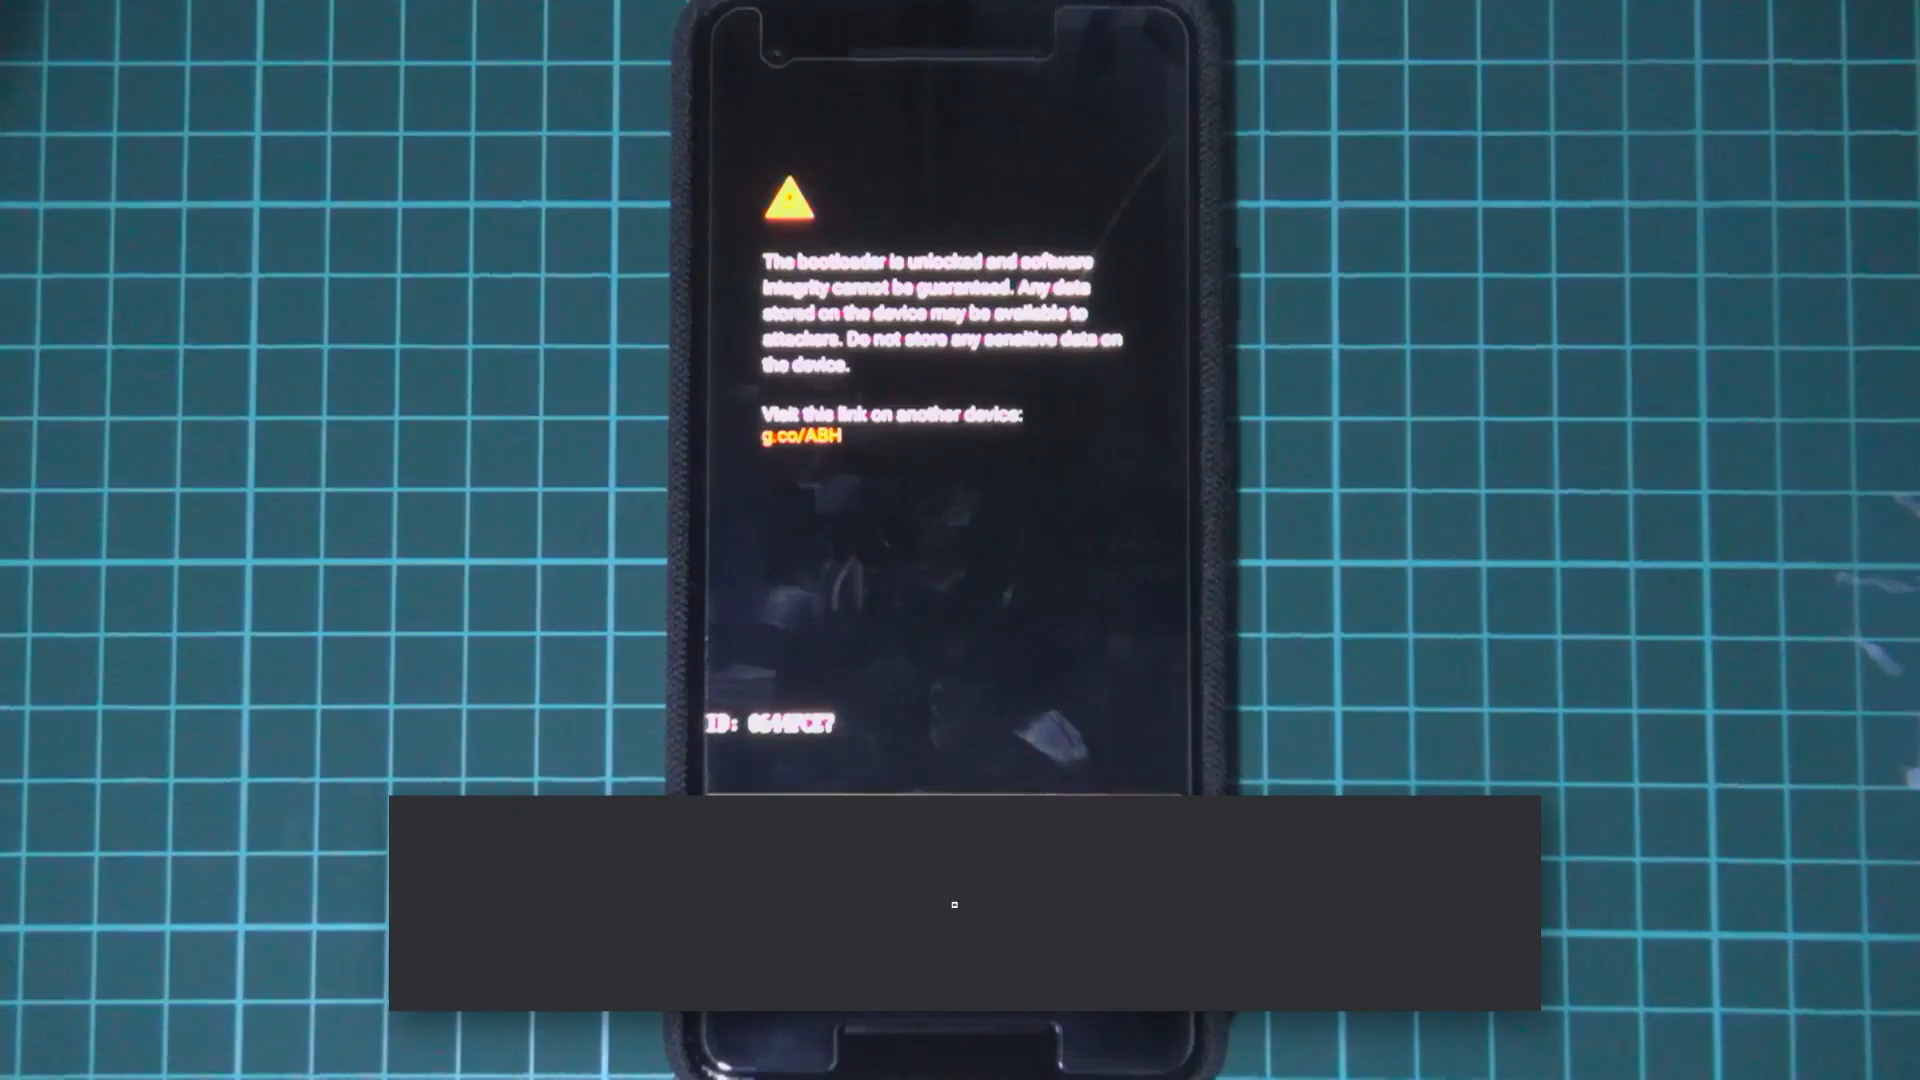 The bootloader is unlocked and software
integrity cannot be guaranteed. Any data
stored on the device may be available to
attackers. Do not store any sensitive data on
the device.
Visit this link on another device:
g.co/ABH
ID: